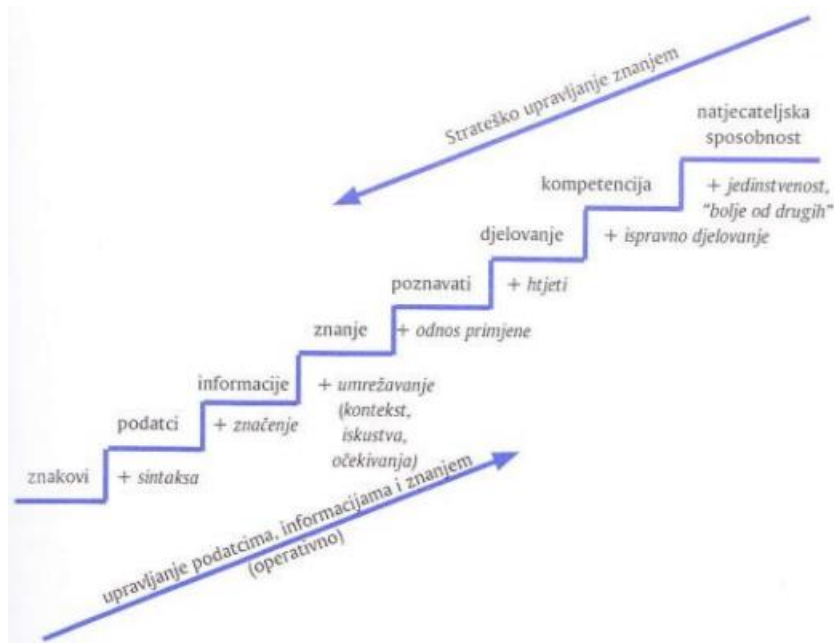 Strateško upravljanje znanjem
natjecateljska
sposobnost
kompetencija
+ jedinstvenost,
"bolje od drugih"
djelovanje
+ ispravno djelovanje
poznavati
+ htjeti
znanje
+ odnos primjene
informacije
+ umrežavanje
(kontekst,
iskustva,
očekivanja)
podatci
+ značenje
znakovi
+ sintaksa
upravljanje podatcima, informacijama i znanjem
(operativno)